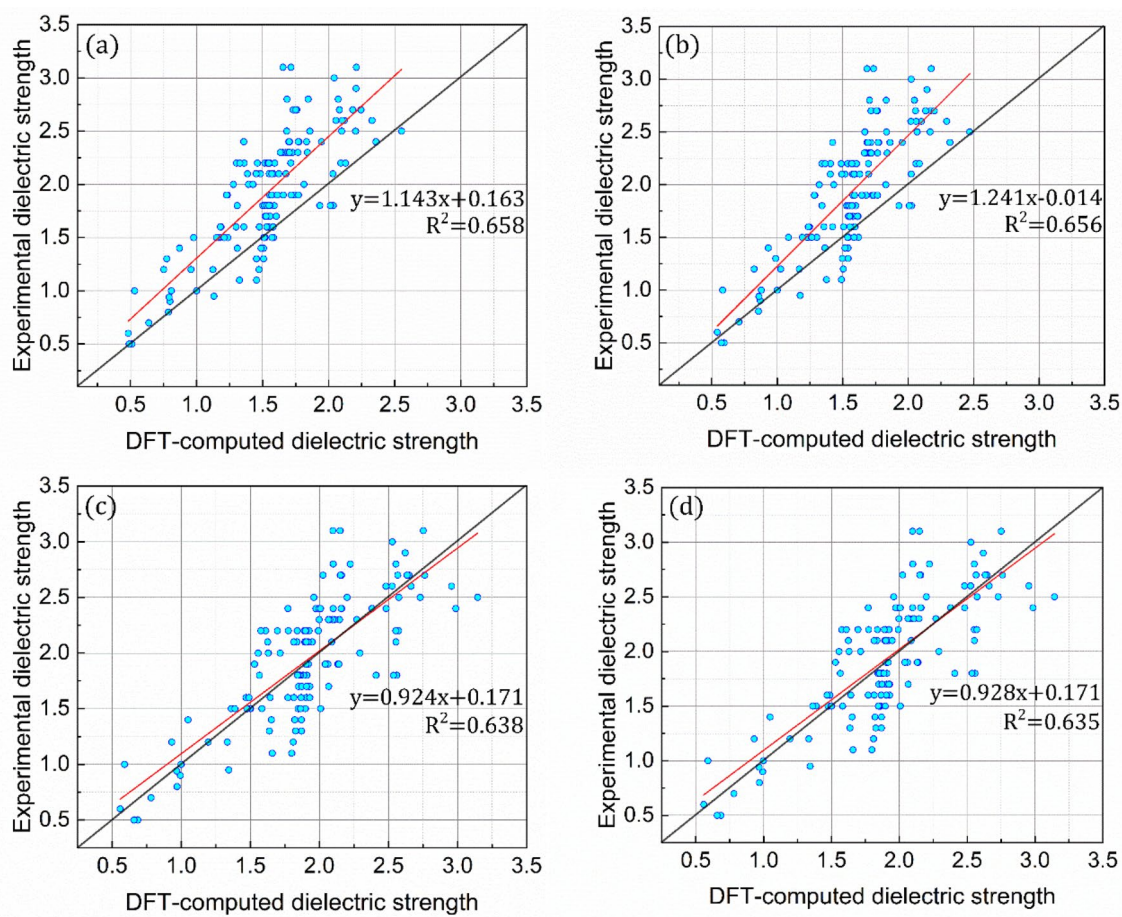 (a)
3.5
3.0
2.5
2.0
1.5
1.0
0.5
Experimental dielectric strength
y=1.143x+0.163
R²=0.658
0.5 1.0 1.5 2.0 2.5 3.0 3.5
DFT-computed dielectric strength
(b)
3.5
3.0
2.5
2.0
1.5
1.0
0.5
Experimental dielectric strength
y=1.241x-0.014
R²=0.656
0.5 1.0 1.5 2.0 2.5 3.0 3.5
DFT-computed dielectric strength
(c)
3.5
3.0
2.5
2.0
1.5
1.0
0.5
Experimental dielectric strength
y=0.924x+0.171
R²=0.638
0.5 1.0 1.5 2.0 2.5 3.0 3.5
DFT-computed dielectric strength
(d)
3.5
3.0
2.5
2.0
1.5
1.0
0.5
Experimental dielectric strength
y=0.928x+0.171
R²=0.635
0.5 1.0 1.5 2.0 2.5 3.0 3.5
DFT-computed dielectric strength